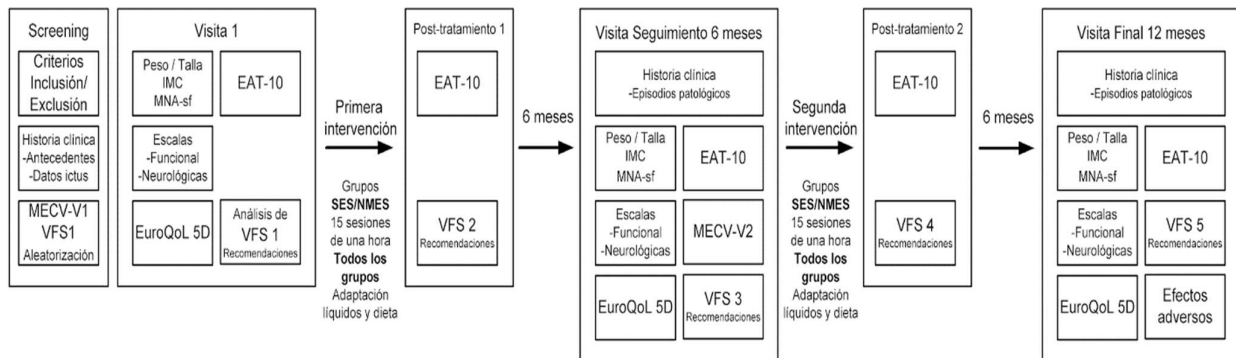 Screening
Criterios
Inclusión/
Exclusión
Historia clínica
-Antecedentes
-Datos ictus
MECV-V1
VFS1
Aleatorización
Visita 1
Peso / Talla
IMC
MNA-sf
EAT-10
Escalas
-Funcional
-Neurológicas
EuroQoL 5D
Análisis de
VFS 1
Recomendaciones
Primera
intervención
Grupos
SES/NMES
15 sesiones
de una hora
Todos los
grupos
Adaptación
líquidos y dieta
Post-tratamiento 1
EAT-10
VFS 2
Recomendaciones
6 meses
Visita Seguimiento 6 meses
Historia clínica
-Episodios patológicos
Peso / Talla
IMC
MNA-sf
EAT-10
Escalas
-Funcional
-Neurológicas
MECV-V2
EuroQoL 5D
VFS 3
Recomendaciones
Segunda
intervención
Grupos
SES/NMES
15 sesiones
de una hora
Todos los
grupos
Adaptación
líquidos y dieta
Post-tratamiento 2
EAT-10
VFS 4
Recomendaciones
6 meses
Visita Final 12 meses
Historia clínica
-Episodios patológicos
Peso / Talla
IMC
MNA-sf
EAT-10
Escalas
-Funcional
-Neurológicas
VFS 5
Recomendaciones
EuroQoL 5D
Efectos
adversos